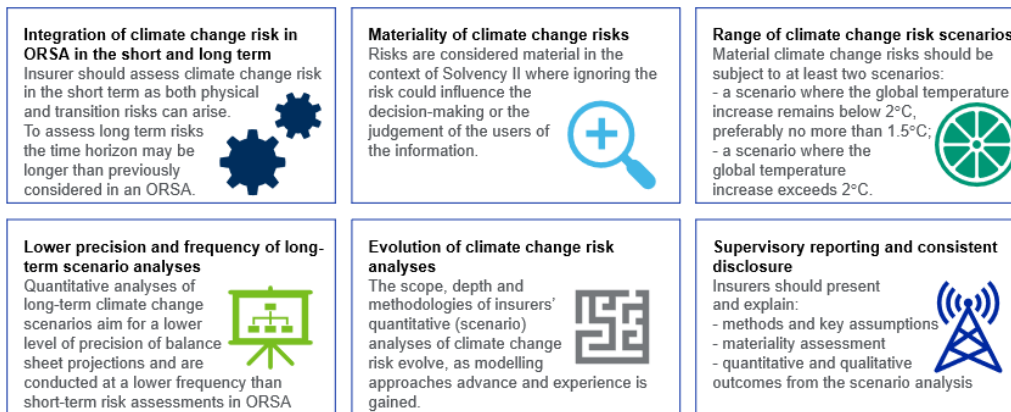 Integration of climate change risk in
ORSA in the short and long term
Insurer should assess climate change risk
in the short term as both physical
and transition risks can arise.
To assess long term risks
the time horizon may be
longer than previously
considered in an ORSA.
Materiality of climate change risks
Risks are considered material in the
context of Solvency II where ignoring the
risk could influence the
decision-making or the
judgement of the users of
the information.
Range of climate change risk scenarios
Material climate change risks should be
subject to at least two scenarios:
- a scenario where the global temperature
increase remains below 2°C,
preferably no more than 1.5°C;
- a scenario where the
global temperature
increase exceeds 2°C.
Lower precision and frequency of long-
term scenario analyses
Quantitative analyses of
long-term climate change
scenarios aim for a lower
level of precision of balance
sheet projections and are
conducted at a lower frequency than
short-term risk assessments in ORSA
Evolution of climate change risk
analyses
The scope, depth and
methodologies of insurers'
quantitative (scenario)
analyses of climate change
risk evolve, as modelling
approaches advance and experience is
gained.
Supervisory reporting and consistent
disclosure
Insurers should present
and explain:
- methods and key assumptions
- materiality assessment
- quantitative and qualitative
outcomes from the scenario analysis